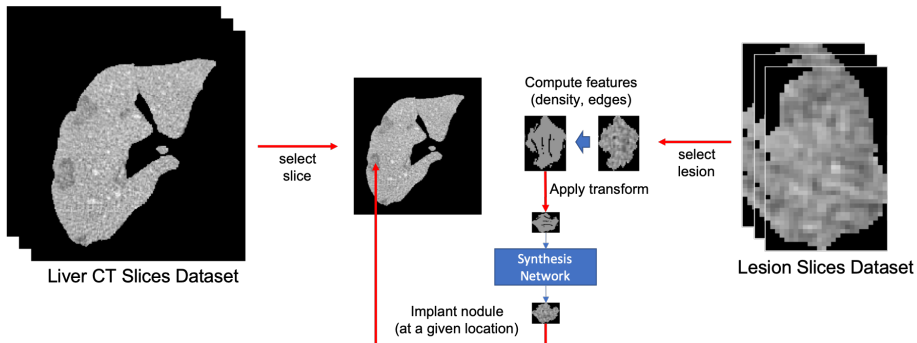 Compute features
(density, edges)
select
slice
select
lesion
Apply transform
Synthesis
Network
Liver CT Slices Dataset
Lesion Slices Dataset
Implant nodule
(at a given location)